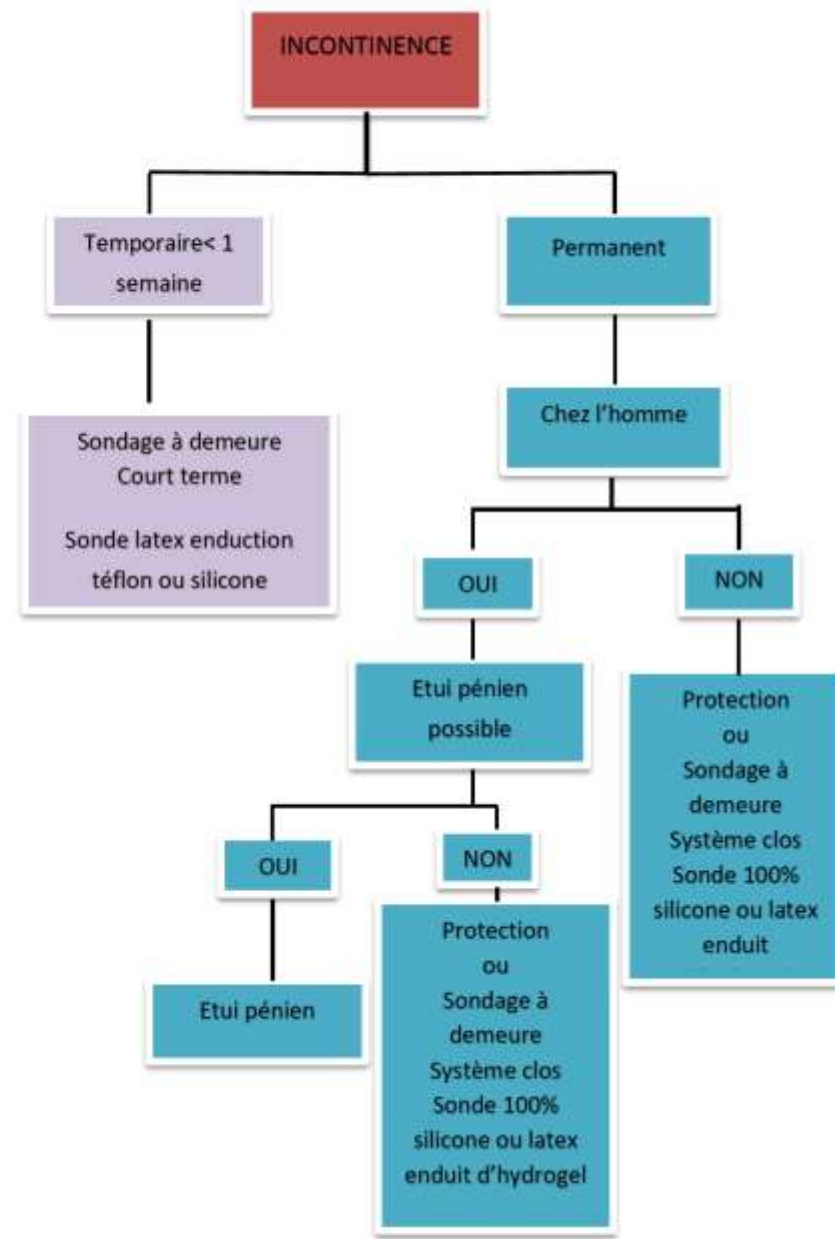 INCONTINENCE
Temporaire< 1
semaine
Permanent
Sondage à demeure
Court terme
Sonde latex enduction
téflon ou silicone
Chez l'homme
OUI
NON
Etui pénien
possible
Protection
ou
Sondage à
demeure
Système clos
Sonde 100%
silicone ou latex
enduit
OUI
NON
Etui pénien
Protection
ou
Sondage à
demeure
Système clos
Sonde 100%
silicone ou latex
enduit d'hydrogel